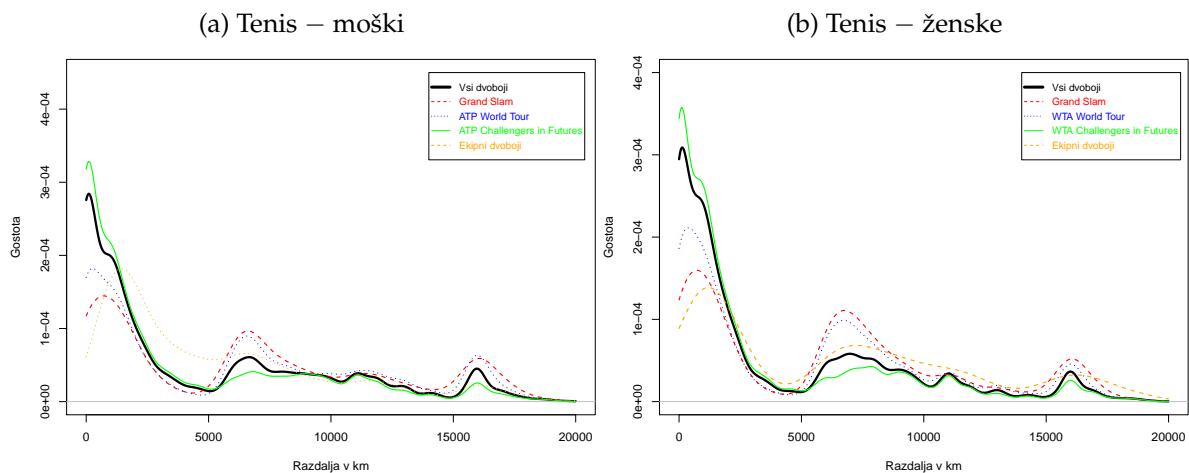 (a) Tenis – moški
4e−04
3e−04
2e−04
1e−04
0e+00
Gostota
Vsi dvoboji
Grand Slam
ATP World Tour
ATP Challengers in Futures
Ekipni dvoboji
0 5000 10000 15000 20000
Razdalja v km
(b) Tenis – ženske
4e−04
3e−04
2e−04
1e−04
0e+00
Gostota
Vsi dvoboji
Grand Slam
WTA World Tour
WTA Challengers in Futures
Ekipni dvoboji
0 5000 10000 15000 20000
Razdalja v km